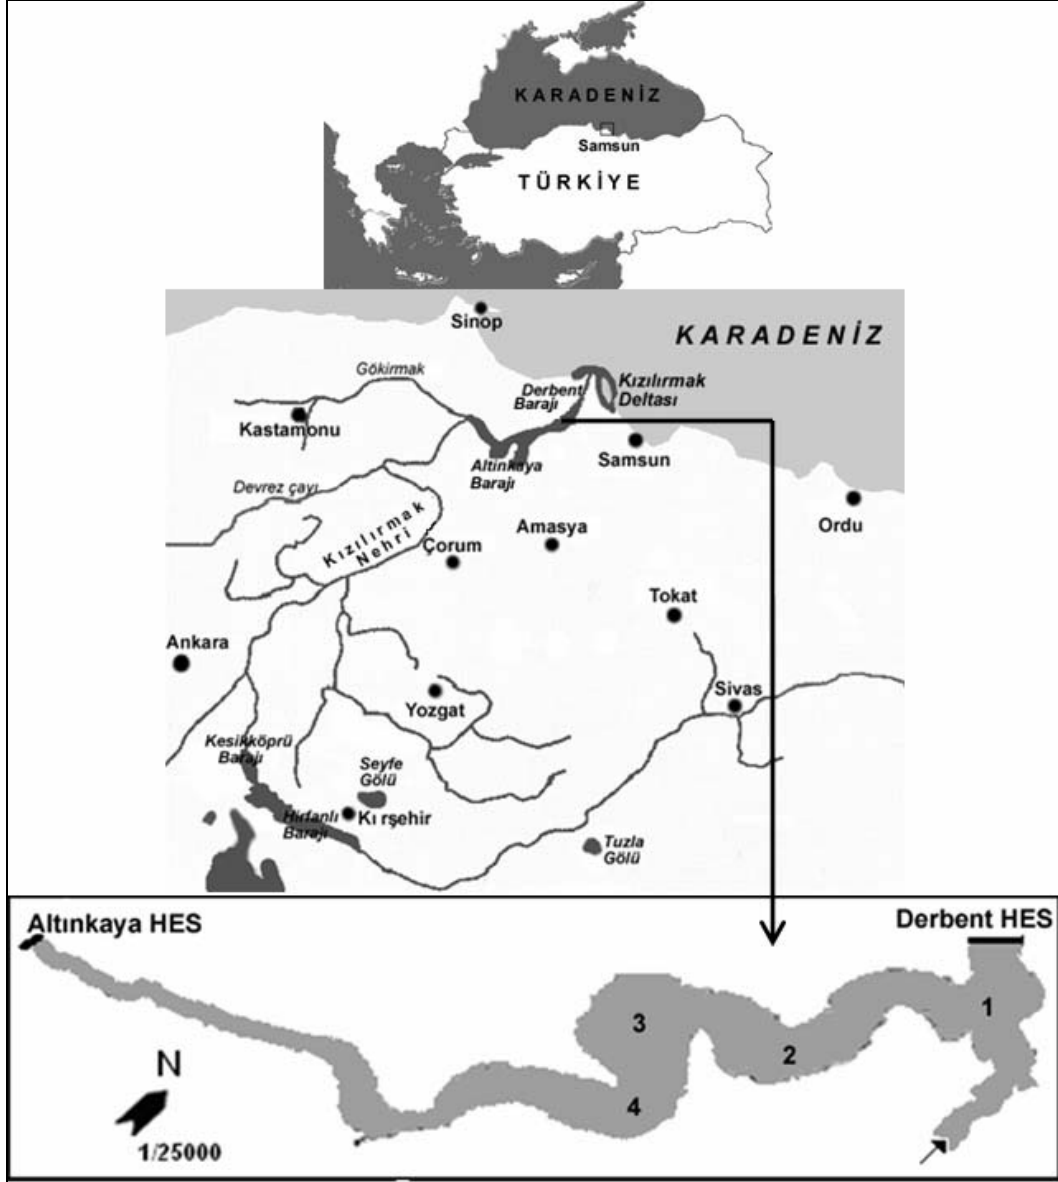 KARADENİZ
Samsun
TÜRKİYE
Sinop
KARADENİZ
Gökirmak
Derbent
Barajı
Kızılırmak
Deltası
Kastamonu
Altınkaya
Barajı
Samsun
Devrez çayı
Ordu
Kızılırmak
Nehri
Amasya
Çorum
Tokat
Ankara
Sivas
Yozgat
Kesikköprü
Barajı
Seyfe
Gölü
Hirfanlı
Barajı
Kı rşehir
Tuzla
Gölü
Altınkaya HES
Derbent HES
1
3
2
4
N
1/25000